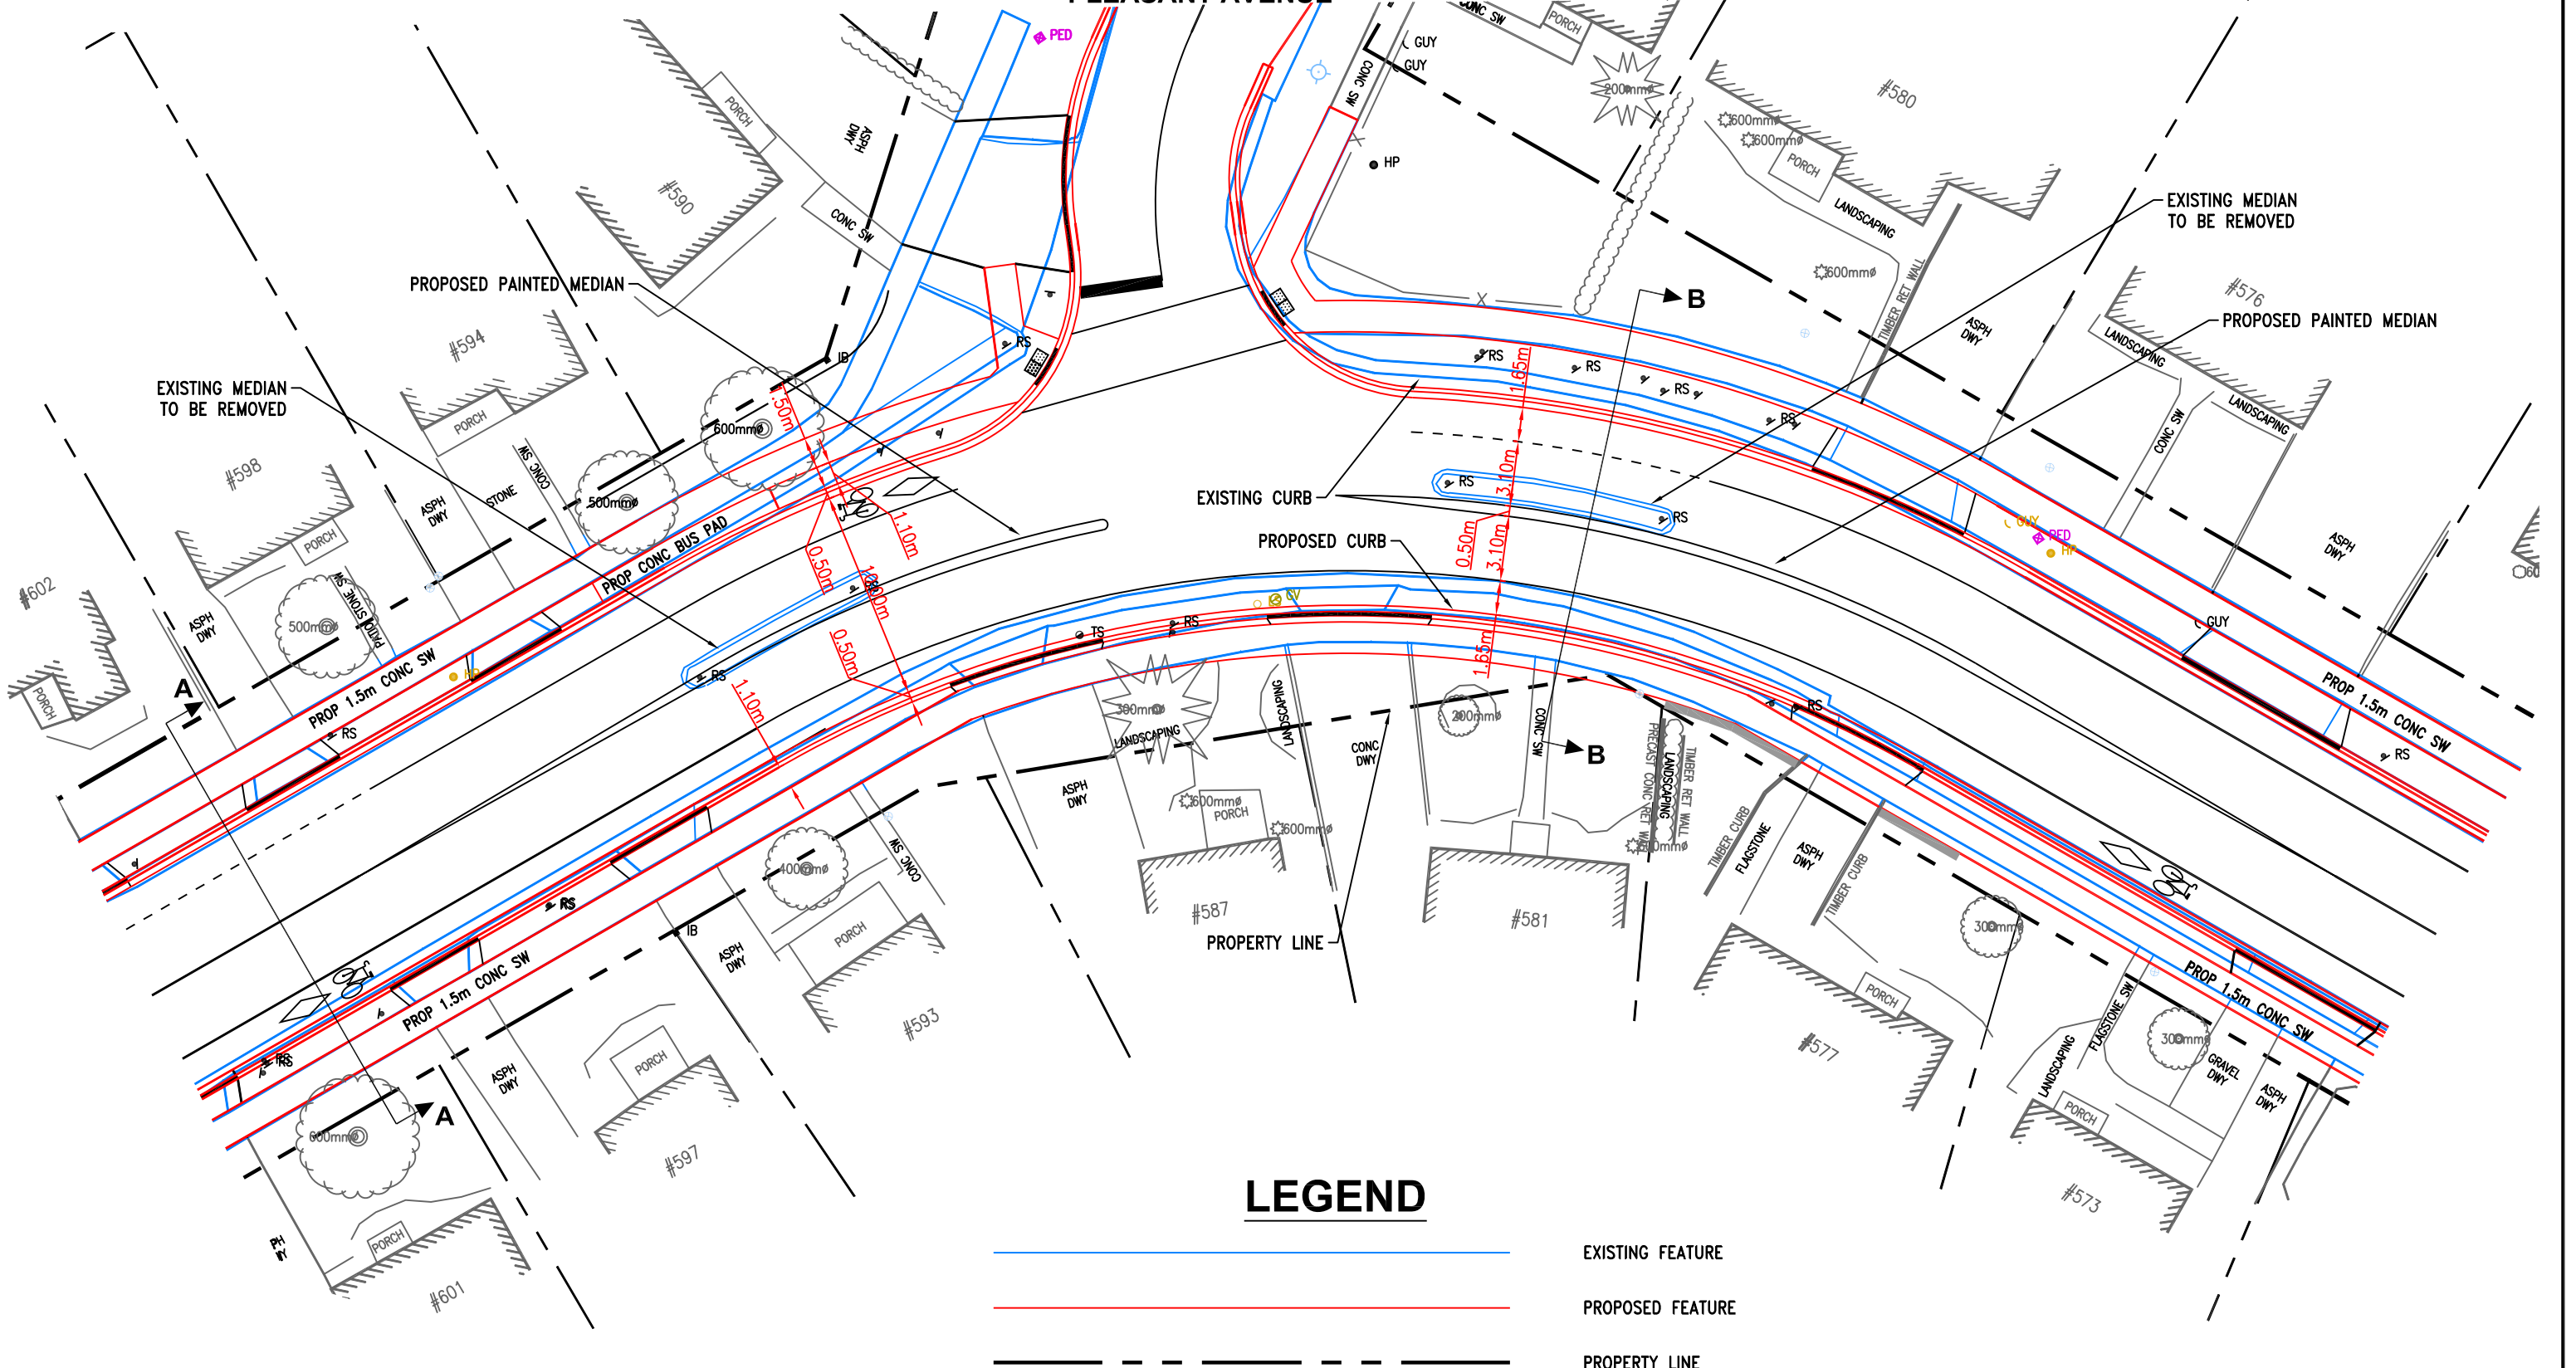 PLEASANT AVENUE
PED
CONC SW
PORCH
GUY
GUY
CONC SW
200mmø
#580
PORCH
ASPH
DWY
600mmø
600mmø
PORCH
HP
#590
CONC SW
LANDSCAPING
EXISTING MEDIAN
TO BE REMOVED
600mmø
TIMBER RET WALL
PROPOSED PAINTED MEDIAN
B
#576
PROPOSED PAINTED MEDIAN
ASPH
DWY
LANDSCAPING
#594
IB
RS
RS
RS
RS
RS
1.65m
EXISTING MEDIAN
TO BE REMOVED
1.50m
600mmø
PORCH
LANDSCAPING
CONC SW
#598
CONC SW
STONE
ASPH
DWY
500mmø
3.10m
RS
RS
EXISTING CURB
GUY
PED
HP
ASPH
DWY
PORCH
PROP CONC BUS PAD
1.10m
0.50m
0.50m
3.10m
PROPOSED CURB
#602
500mmø
PATIO STONE SW
ASPH
DWY
CV
RS
TS
GUY
0.50m
1.65m
A
PORCH
PROP 1.5m CONC SW
HP
RS
RS
1.10m
300mmø
LANDSCAPING
LANDSCAPING
200mmø
CONC SW
CONC
DWY
B
RS
PROP 1.5m CONC SW
RS
PRECAST CONC RET WALL
LANDSCAPING
TIMBER RET WALL
ASPH
DWY
600mmø
PORCH
600mmø
400mmø
CONC SW
TIMBER CURB
FLAGSTONE
ASPH
DWY
TIMBER CURB
RS
IB
ASPH
DWY
PORCH
#587
#581
PROPERTY LINE
300mmø
PROP 1.5m CONC SW
PORCH
PROP 1.5m CONC SW
#593
#577
FLAGSTONE SW
300mmø
LANDSCAPING
GRAVEL
DWY
ASPH
DWY
RS
PORCH
ASPH
DWY
A
600mmø
#597
PORCH
#573
PORCH
#601
LEGEND
EXISTING FEATURE
PROPOSED FEATURE
PROPERTY LINE